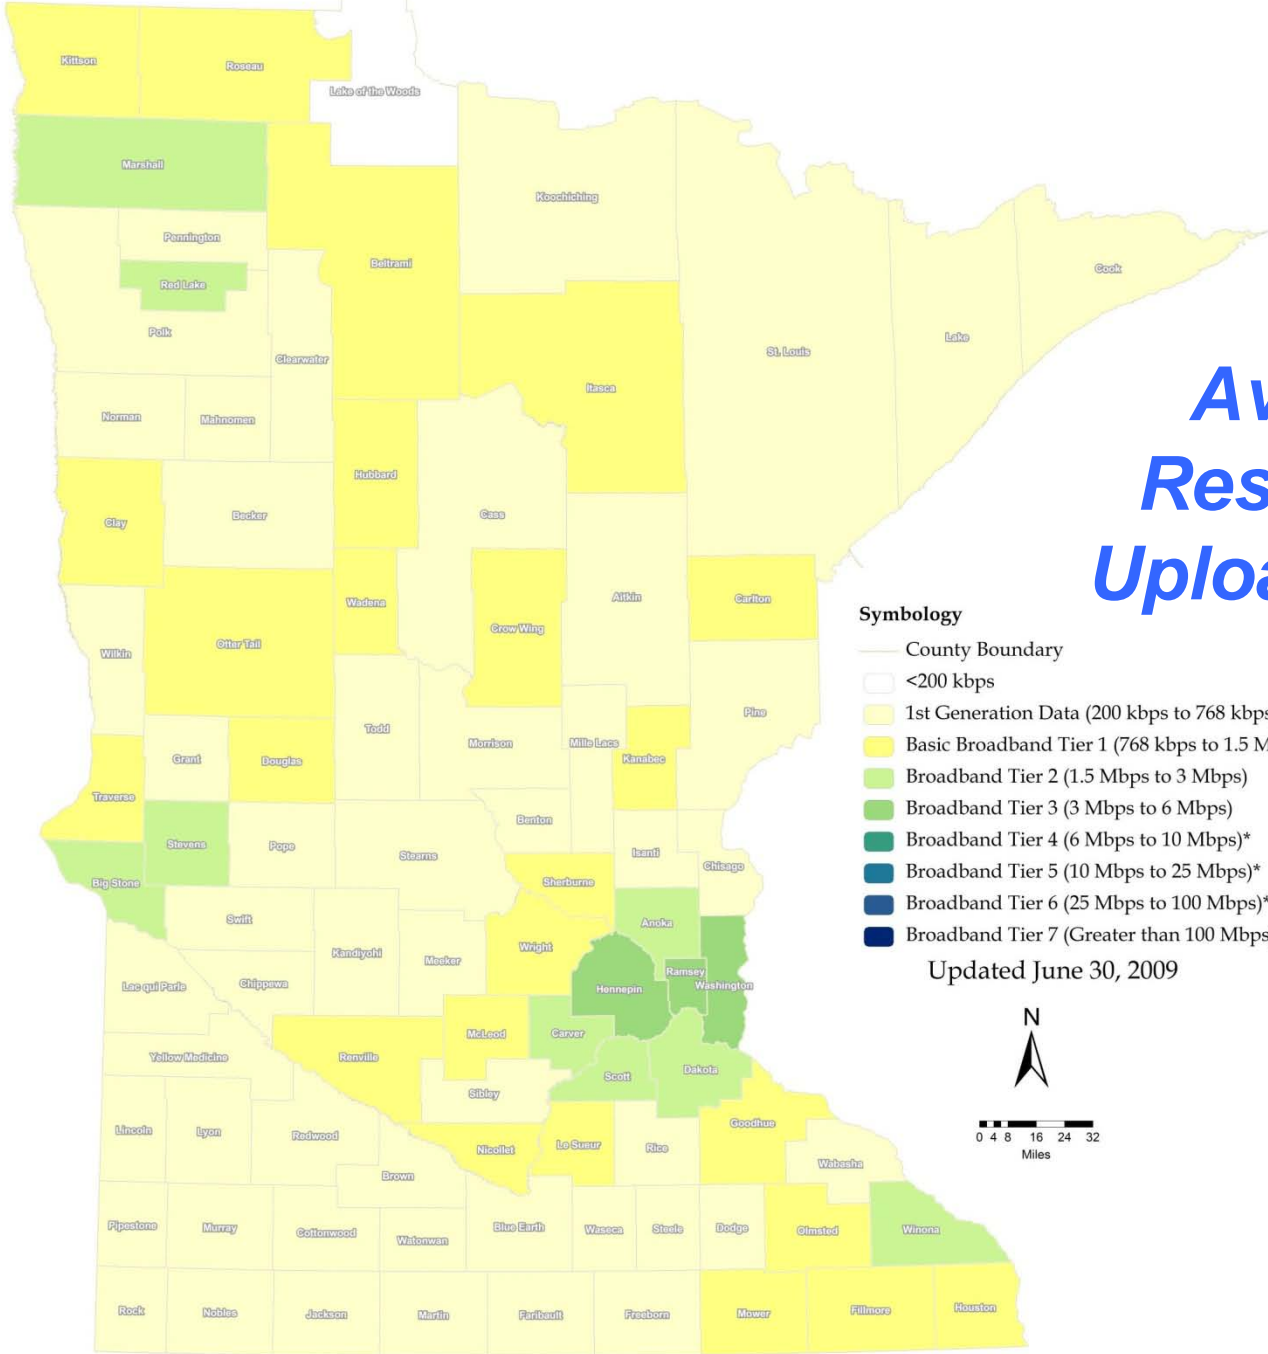 Kittson
Roseau
Lake of the Woods
Marshall
Koochiching
Pennington
Beltrami
Cook
Red Lake
Polk
Clearwater
St. Louis
Lake
Itasca
Norman
Mahnomen
Hubbard
Cass
Becker
Clay
Av
Res
Uploa
Aitkin
Carlton
Wadena
Crow Wing
Otter Tail
Wilkin
Symbology
County Boundary
<200 kbps
1st Generation Data (200 kbps to 768 kbps
Basic Broadband Tier 1 (768 kbps to 1.5 M
Broadband Tier 2 (1.5 Mbps to 3 Mbps)
Broadband Tier 3 (3 Mbps to 6 Mbps)
Broadband Tier 4 (6 Mbps to 10 Mbps)*
Broadband Tier 5 (10 Mbps to 25 Mbps)*
Broadband Tier 6 (25 Mbps to 100 Mbps)*
Broadband Tier 7 (Greater than 100 Mbps
Updated June 30, 2009
N
0 4 8 16 24 32
Miles
Pine
Todd
Morrison
Mille Lacs
Kanabec
Grant
Douglas
Traverse
Benton
Stevens
Pope
Stearns
Isanti
Chisago
Big Stone
Sherburne
Swift
Anoka
Kandiyohi
Wright
Meeker
Ramsey
Washington
Hennepin
Lac qui Parle
Chippewa
McLeod
Carver
Yellow Medicine
Renville
Dakota
Scott
Sibley
Goodhue
Lincoln
Lyon
Redwood
Nicollet
Le Sueur
Rice
Wabasha
Brown
Pipestone
Murray
Cottonwood
Watonwan
Blue Earth
Waseca
Steele
Dodge
Olmsted
Winona
Rock
Nobles
Jackson
Martin
Faribault
Freeborn
Mower
Fillmore
Houston